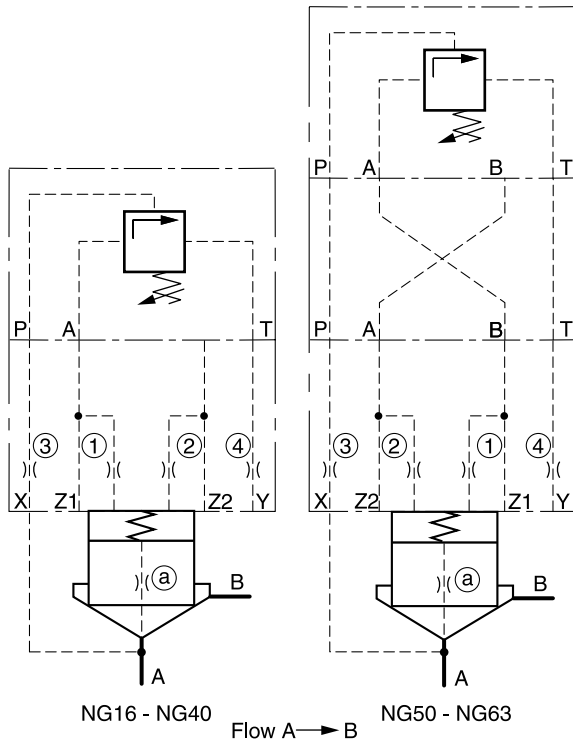 P A B T
P A T
P A B T
3 1 2 4
3 2 1 4
X Z1 Z2 Y
X Z2 Z1 Y
a
B
a
B
A
A
NG16 - NG40
NG50 - NG63
Flow A B